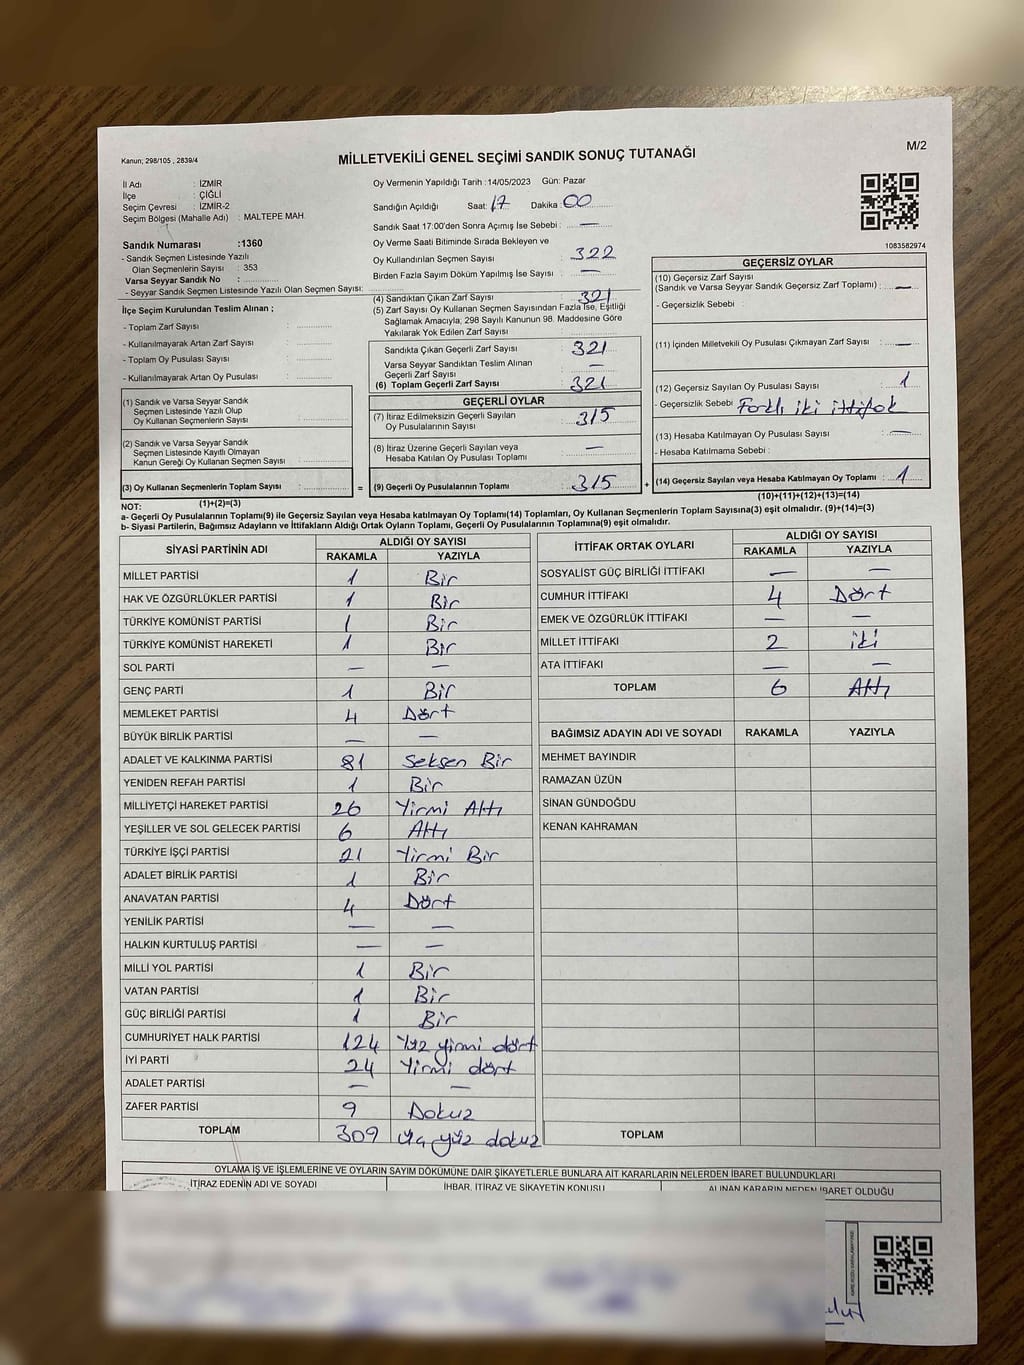 Kanun; 298/105 , 2839/4
MİLLETVEKİLİ GENEL SEÇİMİ SANDIK SONUÇ TUTANAĞI
M/2
İl Adı : İZMİR
İlçe : ÇİĞLİ
Seçim Çevresi : İZMİR-2
Seçim Bölgesi (Mahalle Adı) : MALTEPE MAH.
Oy Vermenin Yapıldığı Tarih :14/05/2023 Gün: Pazar
Sandığın Açıldığı Saat: 17 Dakika : 00
Sandık Saat 17:00'den Sonra Açımış İse Sebebi : —
Oy Verme Saati Bitiminde Sırada Bekleyen ve
Oy Kullandırılan Seçmen Sayısı : 322
Birden Fazla Sayım Döküm Yapılmış İse Sayısı : —
1083582974
Sandık Numarası :1360
- Sandık Seçmen Listesinde Yazılı
Olan Seçmenlerin Sayısı : 353
Varsa Seyyar Sandık No :
- Seyyar Sandık Seçmen Listesinde Yazılı Olan Seçmen Sayısı:
İlçe Seçim Kurulundan Teslim Alınan ;
- Toplam Zarf Sayısı :
- Kullanılmayarak Artan Zarf Sayısı :
- Toplam Oy Pusulası Sayısı :
- Kullanılmayarak Artan Oy Pusulası :
(1) Sandık ve Varsa Seyyar Sandık
Seçmen Listesinde Yazılı Olup
Oy Kullanan Seçmen Sayısı :
(2) Sandık ve Varsa Seyyar Sandık
Seçmen Listesinde Kayıtlı Olmayan
Kanun Gereği Oy Kullanan Seçmen Sayısı :
(3) Oy Kullanan Seçmenlerin Toplam Sayısı :
(1)+(2)=(3)
(4) Sandıktan Çıkan Zarf Sayısı : 321
(5) Zarf Sayısı Oy Kullanan Seçmen Sayısından Fazla İse, Eşitliği
Sağlamak Amacıyla; 298 Sayılı Kanunun 98. Maddesine Göre
Yakılarak Yok Edilen Zarf Sayısı :
Sandıkta Çıkan Geçerli Zarf Sayısı : 321
Varsa Seyyar Sandıktan Teslim Alınan
Geçerli Zarf Sayısı : —
(6) Toplam Geçerli Zarf Sayısı : 321
GEÇERLİ OYLAR
(7) İtiraz Edilmeksizin Geçerli Sayılan
Oy Pusulalarının Sayısı : 315
(8) İtiraz Üzerine Geçerli Sayılan veya
Hesaba Katılan Oy Pusulası Toplamı : —
= (9) Geçerli Oy Pusulalarının Toplamı : 315
GEÇERSİZ OYLAR
(10) Geçersiz Zarf Sayısı
(Sandık ve Varsa Seyyar Sandık Geçersiz Zarf Toplamı) : —
- Geçersizlik Sebebi :
(11) İçinden Milletvekili Oy Pusulası Çıkmayan Zarf Sayısı : —
(12) Geçersiz Sayılan Oy Pusulası Sayısı : 1
- Geçersizlik Sebebi : Farklı iki ittifak
(13) Hesaba Katılmayan Oy Pusulası Sayısı : —
- Hesaba Katılmama Sebebi :
+ (14) Geçersiz Sayılan veya Hesaba Katılmayan Oy Toplamı : 1
(10)+(11)+(12)+(13)=(14)
NOT:
a- Geçerli Oy Pusulalarının Toplamı(9) ile Geçersiz Sayılan veya Hesaba katılmayan Oy Toplamı(14) Toplamları, Oy Kullanan Seçmenlerin Toplam Sayısına(3) eşit olmalıdır. (9)+(14)=(3)
b- Siyasi Partilerin, Bağımsız Adayların ve İttifakların Aldığı Ortak Oyların Toplamı, Geçerli Oy Pusulalarının Toplamına(9) eşit olmalıdır.
SİYASİ PARTİNİN ADI ALDIĞI OY SAYISI
RAKAMLA YAZIYLA
MİLLET PARTİSİ 1 Bir
HAK VE ÖZGÜRLÜKLER PARTİSİ 1 Bir
TÜRKİYE KOMÜNİST PARTİSİ 1 Bir
TÜRKİYE KOMÜNİST HAREKETİ 1 Bir
SOL PARTİ — —
GENÇ PARTİ 1 Bir
MEMLEKET PARTİSİ 4 Dört
BÜYÜK BİRLİK PARTİSİ — —
ADALET VE KALKINMA PARTİSİ 81 Seksen Bir
YENİDEN REFAH PARTİSİ 1 Bir
MİLLİYETÇİ HAREKET PARTİSİ 26 Yirmi Altı
YEŞİLLER VE SOL GELECEK PARTİSİ 6 Altı
TÜRKİYE İŞÇİ PARTİSİ 21 Yirmi Bir
ADALET BİRLİK PARTİSİ 1 Bir
ANAVATAN PARTİSİ 4 Dört
YENİLİK PARTİSİ — —
HALKIN KURTULUŞ PARTİSİ — —
MİLLİ YOL PARTİSİ 1 Bir
VATAN PARTİSİ 1 Bir
GÜÇ BİRLİĞİ PARTİSİ 1 Bir
CUMHURİYET HALK PARTİSİ 124 Yüz yirmi dört
İYİ PARTİ 24 Yirmi dört
ADALET PARTİSİ — —
ZAFER PARTİSİ 9 Dokuz
TOPLAM 309 Üç yüz dokuz
İTTİFAK ORTAK OYLARI ALDIĞI OY SAYISI
RAKAMLA YAZIYLA
SOSYALİST GÜÇ BİRLİĞİ İTTİFAKI — —
CUMHUR İTTİFAKI 4 Dört
EMEK VE ÖZGÜRLÜK İTTİFAKI — —
MİLLET İTTİFAKI 2 iki
ATA İTTİFAKI — —
TOPLAM 6 Altı
BAĞIMSIZ ADAYIN ADI VE SOYADI RAKAMLA YAZIYLA
MEHMET BAYINDIR
RAMAZAN ÜZÜN
SİNAN GÜNDOĞDU
KENAN KAHRAMAN
TOPLAM
OYLAMA İŞ VE İŞLEMLERİNE VE OYLARIN SAYIM DÖKÜMÜNE DAİR ŞİKAYETLERLE BUNLARA AİT KARARLARIN NELERDEN İBARET BULUNDUKLARI
İTİRAZ EDENİN ADI VE SOYADI İHBAR, İTİRAZ VE ŞİKAYETİN KONUSU ALINAN KARARIN NEDEN İBARET OLDUĞU